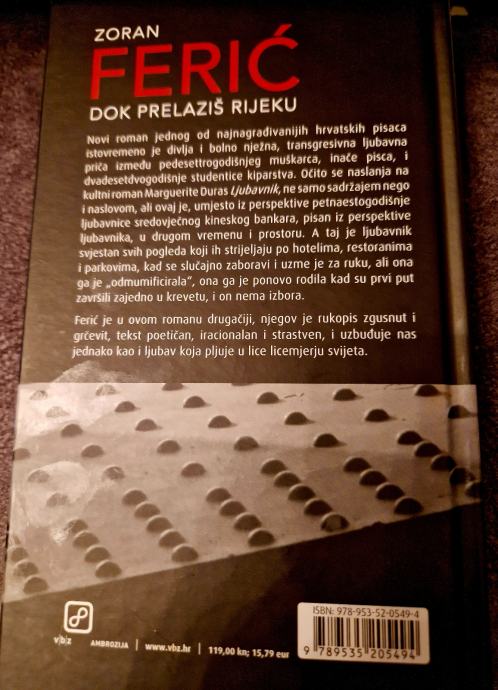 ZORAN
FERIĆ
DOK PRELAZIŠ RIJEKU
Novi roman jednog od najnagrađivanijih hrvatskih pisaca
istovremeno je divlja i bolno nježna, transgresivna ljubavna
priča između pedesettrogodišnjeg muškarca, inače pisca, i
dvadesetdvogodišnje studentice kiparstva. Očito se naslanja na
kultni roman Marguerite Duras Ljubavnik, ne samo sadržajem nego
i naslovom, ali ovaj je, umjesto iz perspektive petnaestogodišnje
ljubavnice sredovječnog kineskog bankara, pisan iz perspektive
ljubavnika, u drugom vremenu i prostoru. A taj je ljubavnik
svjestan svih pogleda koji ih strijeljaju po hotelima, restoranima
i parkovima, kad se slučajno zaboravi i uzme je za ruku, ali ona
ga je „odmumificirala“, ona ga je ponovo rodila kad su prvi put
završili zajedno u krevetu, i on nema izbora.
Ferić je u ovom romanu drugačiji, njegov je rukopis zgusnut i
grčevit, tekst poetičan, iracionalan i strastven, i uzbuđuje nas
jednako kao i ljubav koja pljuje u lice licemjerju svijeta.
v|b|z
AMBROZIJA | www.vbz.hr | 119,00 kn; 15,79 eur
ISBN: 978-953-52-0549-4
9 789535 205494